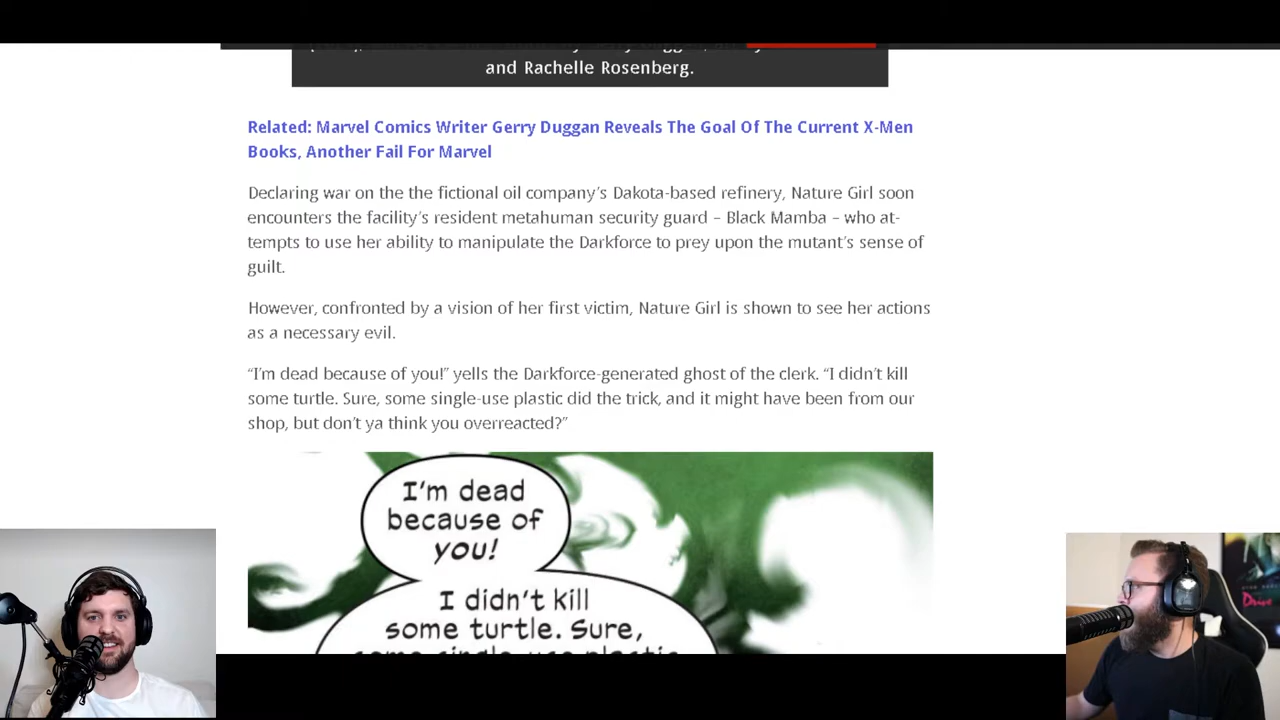 and Rachelle Rosenberg.
Related: Marvel Comics Writer Gerry Duggan Reveals The Goal Of The Current X-Men
Books, Another Fail For Marvel
Declaring war on the the fictional oil company's Dakota-based refinery, Nature Girl soon
encounters the facility's resident metahuman security guard – Black Mamba – who at-
tempts to use her ability to manipulate the Darkforce to prey upon the mutant's sense of
guilt.
However, confronted by a vision of her first victim, Nature Girl is shown to see her actions
as a necessary evil.
“I'm dead because of you!” yells the Darkforce-generated ghost of the clerk. “I didn't kill
some turtle. Sure, some single-use plastic did the trick, and it might have been from our
shop, but don't ya think you overreacted?”
I'm dead
because of
you!
I didn't kill
some turtle. Sure,
some single-use plastic
Drive